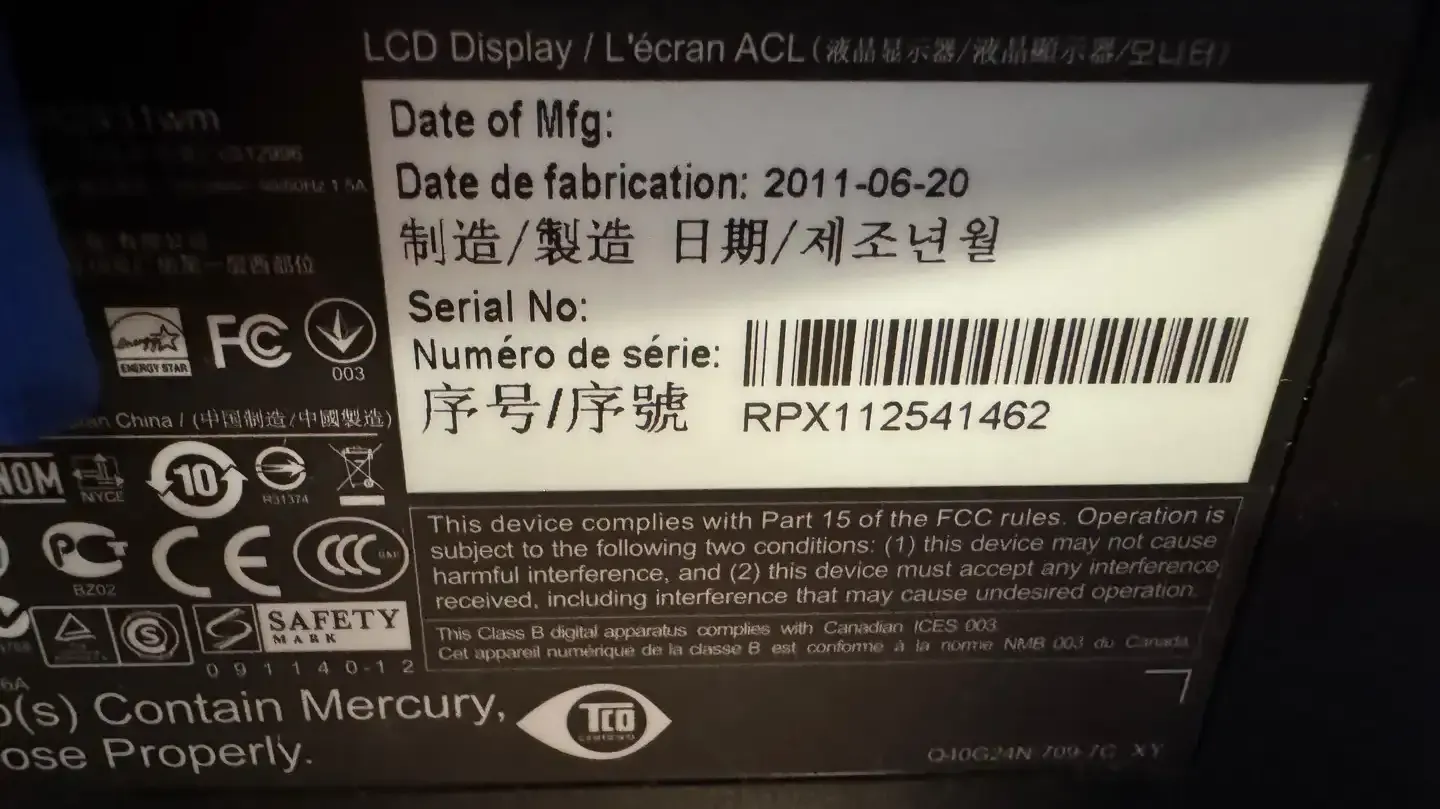 LCD Display / L'écran ACL (液晶显示器/液晶顯示器/모니터)
Date of Mfg:
Date de fabrication: 2011-06-20
制造/製造 日期/제조년월
Serial No:
Numéro de série:
序号/序號
RPX112541462
60Hz 1.5A
ENERGY STAR
FC
003
China / (中国制造/中國製造)
NOM
NYCE
10
R31374
BZ02
CE
CCC
S
SAFETY
MARK
091140-12
This device complies with Part 15 of the FCC rules. Operation is
subject to the following two conditions: (1) this device may not cause
harmful interference, and (2) this device must accept any interference
received, including interference that may cause undesired operation.
This Class B digital apparatus complies with Canadian ICES 003
Cet appareil numérique de la classe B est conforme à la norme NMB 003 du Canada
(s) Contain Mercury,
ose Properly.
TCO
XY